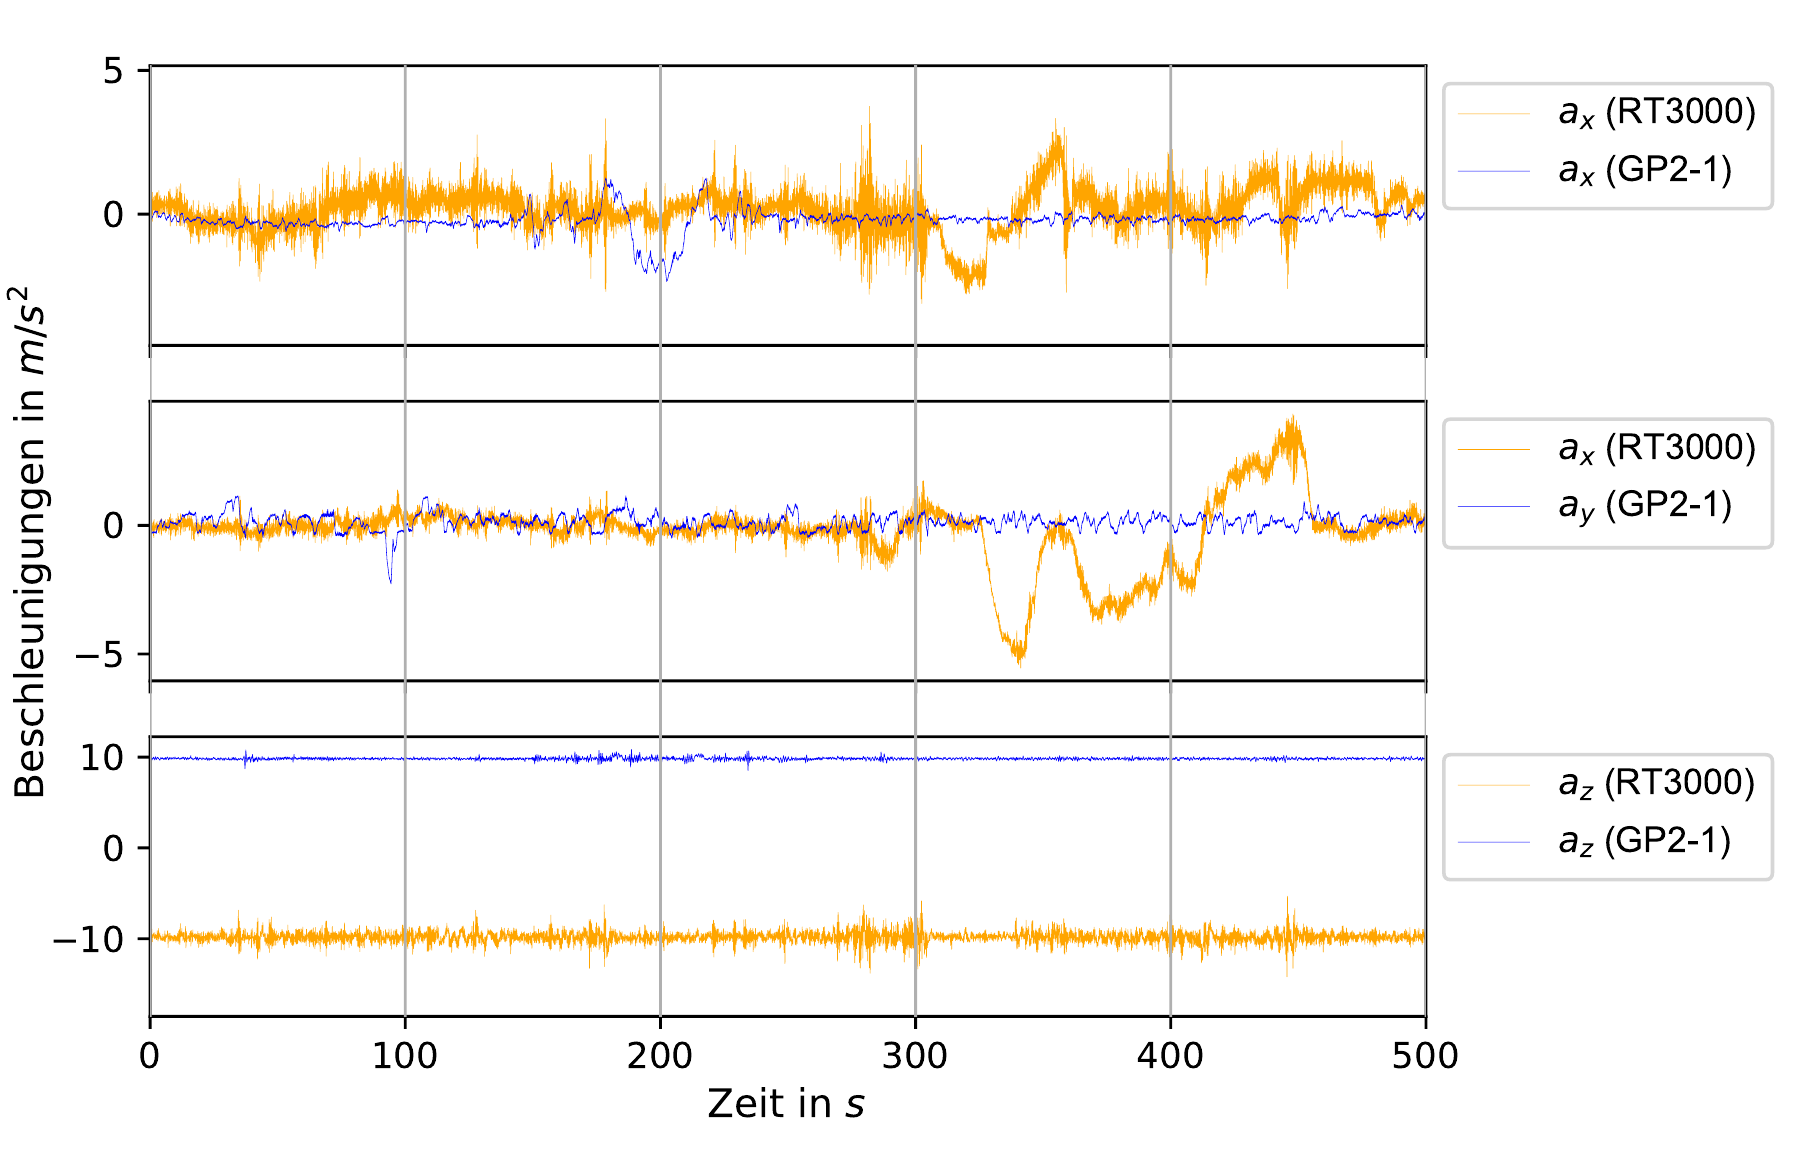 Beschleunigungen in m/s²
5
0
a_x (RT3000)
a_x (GP2-1)
0
−5
a_x (RT3000)
a_y (GP2-1)
10
0
−10
a_z (RT3000)
a_z (GP2-1)
0 100 200 300 400 500
Zeit in s